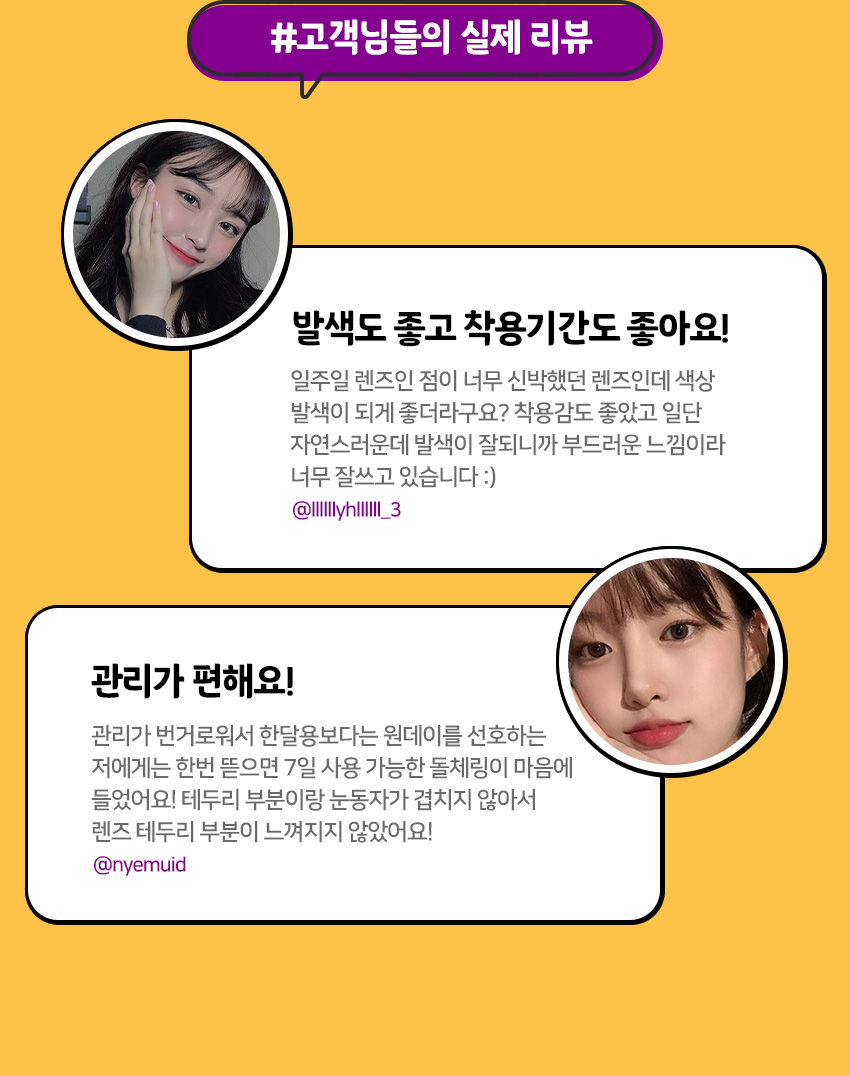 #고객님들의 실제 리뷰
발색도 좋고 착용기간도 좋아요!
일주일 렌즈인 점이 너무 신박했던 렌즈인데 색상
발색이 되게 좋더라구요? 착용감도 좋았고 일단
자연스러운데 발색이 잘되니까 부드러운 느낌이라
너무 잘쓰고 있습니다 :)
관리가 편해요!
관리가 번거로워서 한달용보다는 원데이를 선호하는
저에게는 한번 뜯으면 7일 사용 가능한 돌체링이 마음에
들었어요! 테두리 부분이랑 눈동자가 겹치지 않아서
렌즈 테두리 부분이 느껴지지 않았어요!
@nyemuid